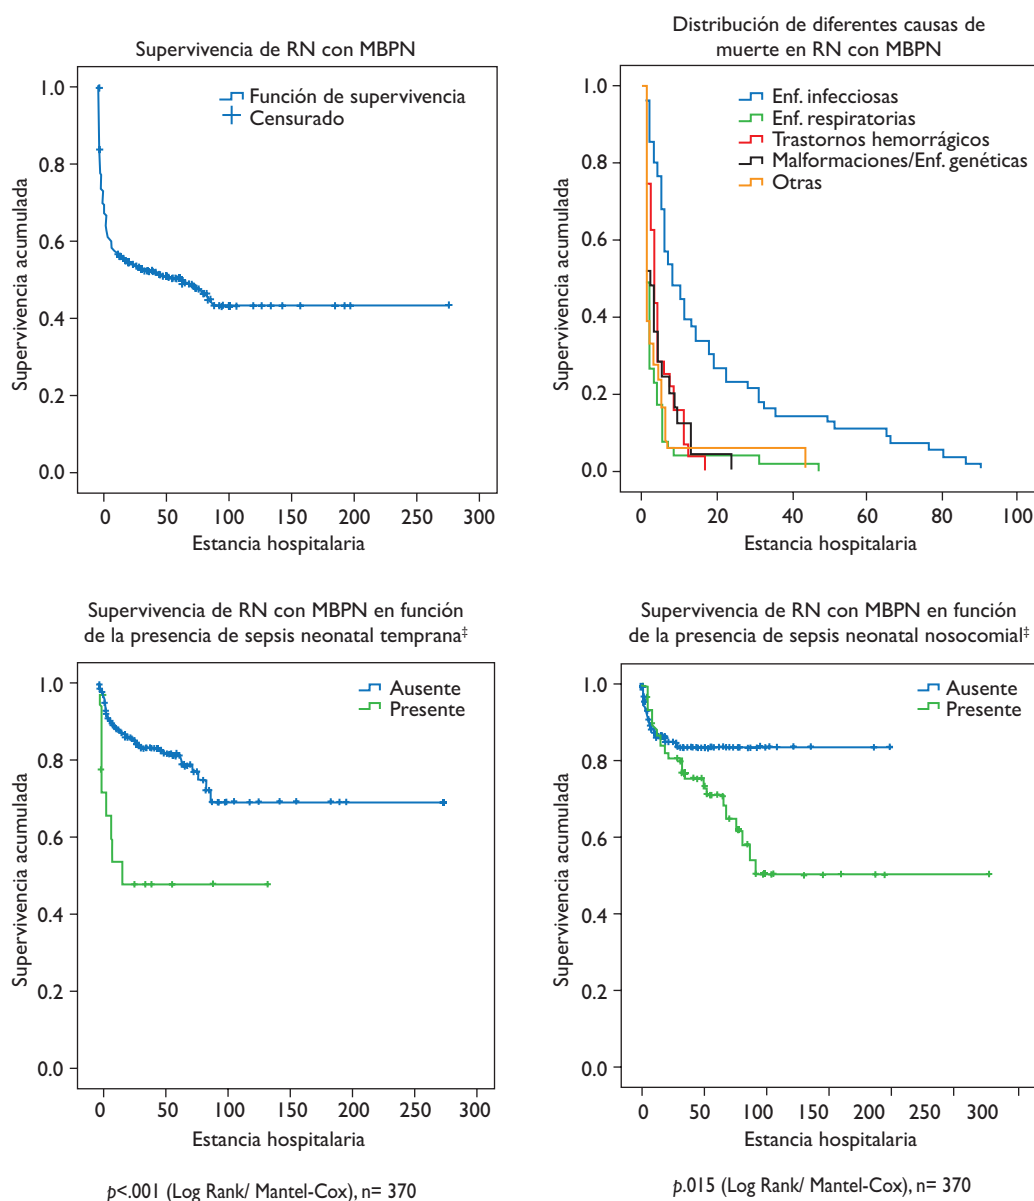 Supervivencia de RN con MBPN
Supervivencia acumulada
1.0
0.8
0.6
0.4
0.2
0.0
Función de supervivencia
Censurado
0 50 100 150 200 250 300
Estancia hospitalaria
Distribución de diferentes causas de
muerte en RN con MBPN
Supervivencia acumulada
1.0
0.8
0.6
0.4
0.2
0.0
Enf. infecciosas
Enf. respiratorias
Trastornos hemorrágicos
Malformaciones/Enf. genéticas
Otras
0 20 40 60 80 100
Estancia hospitalaria
Supervivencia de RN con MBPN en función
de la presencia de sepsis neonatal temprana‡
Supervivencia acumulada
1.0
0.8
0.6
0.4
0.2
0.0
Ausente
Presente
0 50 100 150 200 250 300
Estancia hospitalaria
p<.001 (Log Rank/ Mantel-Cox), n= 370
Supervivencia de RN con MBPN en función
de la presencia de sepsis neonatal nosocomial‡
Supervivencia acumulada
1.0
0.8
0.6
0.4
0.2
0.0
Ausente
Presente
0 50 100 150 200 250 300
Estancia hospitalaria
p.015 (Log Rank/ Mantel-Cox), n= 370